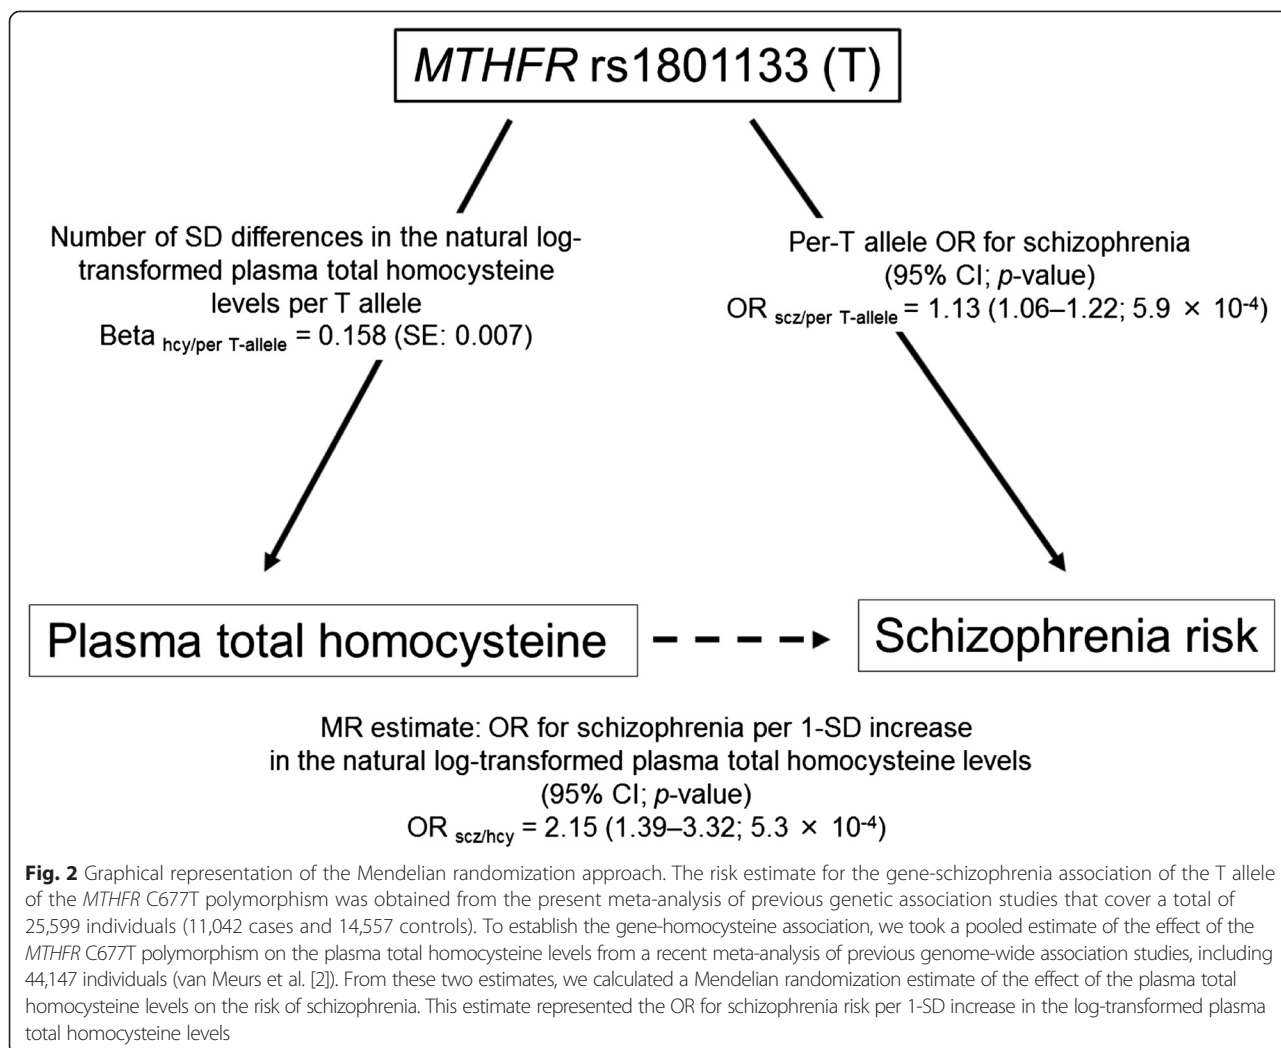 MTHFR rs1801133 (T)
Number of SD differences in the natural log-
transformed plasma total homocysteine
levels per T allele
Beta hcy/per T-allele = 0.158 (SE: 0.007)
Per-T allele OR for schizophrenia
(95% CI; p-value)
OR scz/per T-allele = 1.13 (1.06–1.22; 5.9 × 10-4)
Plasma total homocysteine
Schizophrenia risk
MR estimate: OR for schizophrenia per 1-SD increase
in the natural log-transformed plasma total homocysteine levels
(95% CI; p-value)
OR scz/hcy = 2.15 (1.39–3.32; 5.3 × 10-4)
Fig. 2 Graphical representation of the Mendelian randomization approach. The risk estimate for the gene-schizophrenia association of the T allele
of the MTHFR C677T polymorphism was obtained from the present meta-analysis of previous genetic association studies that cover a total of
25,599 individuals (11,042 cases and 14,557 controls). To establish the gene-homocysteine association, we took a pooled estimate of the effect of the
MTHFR C677T polymorphism on the plasma total homocysteine levels from a recent meta-analysis of previous genome-wide association studies, including
44,147 individuals (van Meurs et al. [2]). From these two estimates, we calculated a Mendelian randomization estimate of the effect of the plasma total
homocysteine levels on the risk of schizophrenia. This estimate represented the OR for schizophrenia risk per 1-SD increase in the log-transformed plasma
total homocysteine levels